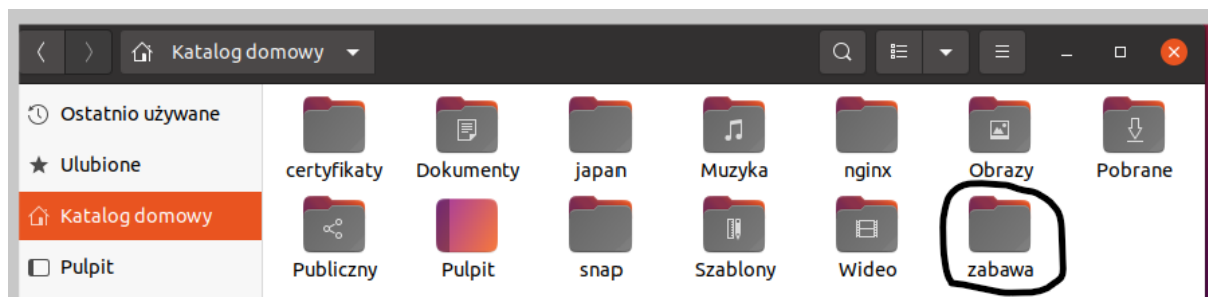 Katalog domowy
Ostatnio używane
Ulubione
Katalog domowy
Pulpit
certyfikaty Dokumenty japan Muzyka nginx Obrazy Pobrane
Publiczny Pulpit snap Szablony Wideo zabawa